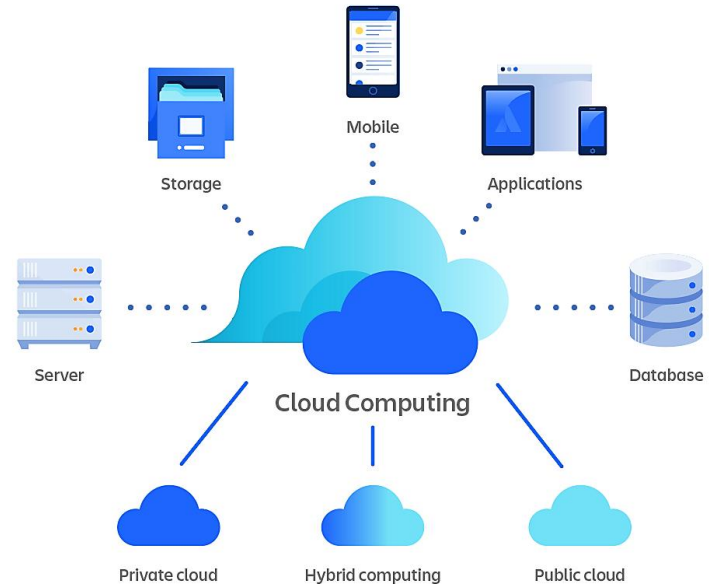 Mobile
Storage
Applications
Server
Database
Cloud Computing
Private cloud
Hybrid computing
Public cloud